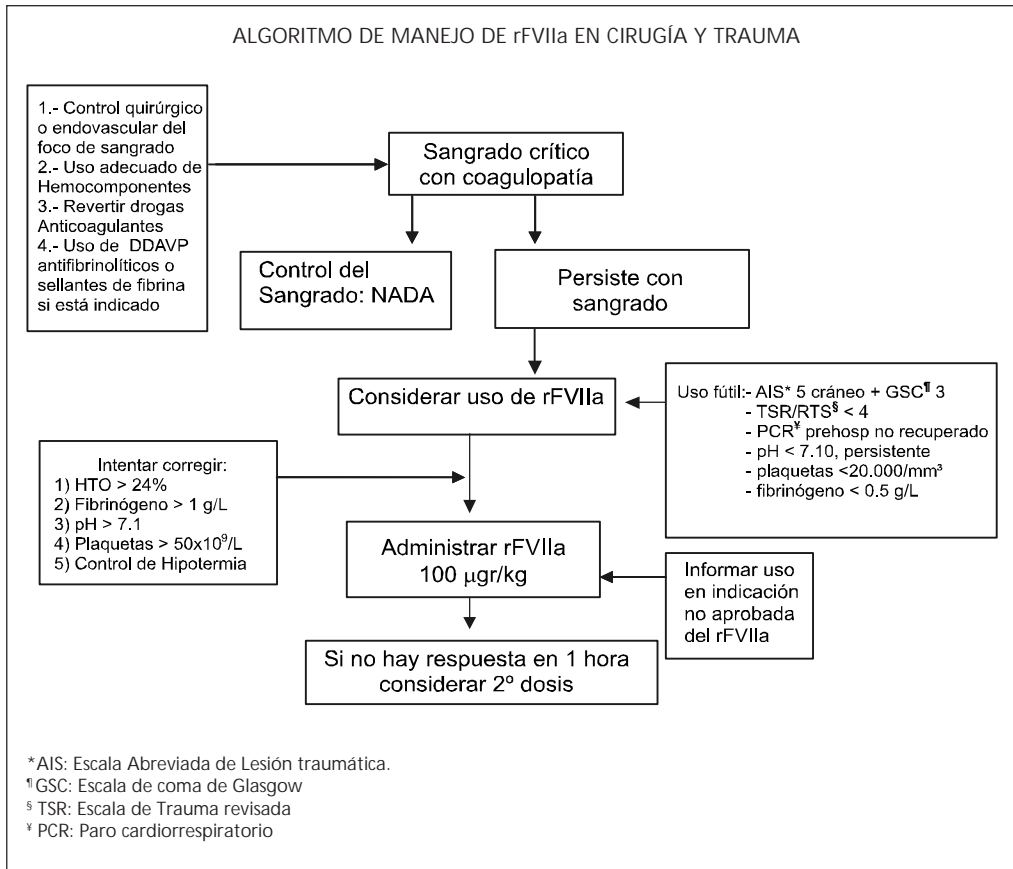 ALGORITMO DE MANEJO DE rFVIIa EN CIRUGÍA Y TRAUMA
1.- Control quirúrgico
o endovascular del
foco de sangrado
2.- Uso adecuado de
Hemocomponentes
3.- Revertir drogas
Anticoagulantes
4.- Uso de DDAVP
antifibrinolíticos o
sellantes de fibrina
si está indicado
Sangrado crítico
con coagulopatía
Control del
Sangrado: NADA
Persiste con
sangrado
Considerar uso de rFVIIa
Uso fútil:- AIS* 5 cráneo + GSC¶ 3
- TSR/RTS§ < 4
- PCR¥ prehosp no recuperado
- pH < 7.10, persistente
- plaquetas <20.000/mm³
- fibrinógeno < 0.5 g/L
Intentar corregir:
1) HTO > 24%
2) Fibrinógeno > 1 g/L
3) pH > 7.1
4) Plaquetas > 50x10⁹/L
5) Control de Hipotermia
Administrar rFVIIa
100 µgr/kg
Informar uso
en indicación
no aprobada
del rFVIIa
Si no hay respuesta en 1 hora
considerar 2º dosis
*AIS: Escala Abreviada de Lesión traumática.
¶GSC: Escala de coma de Glasgow
§ TSR: Escala de Trauma revisada
¥ PCR: Paro cardiorrespiratorio